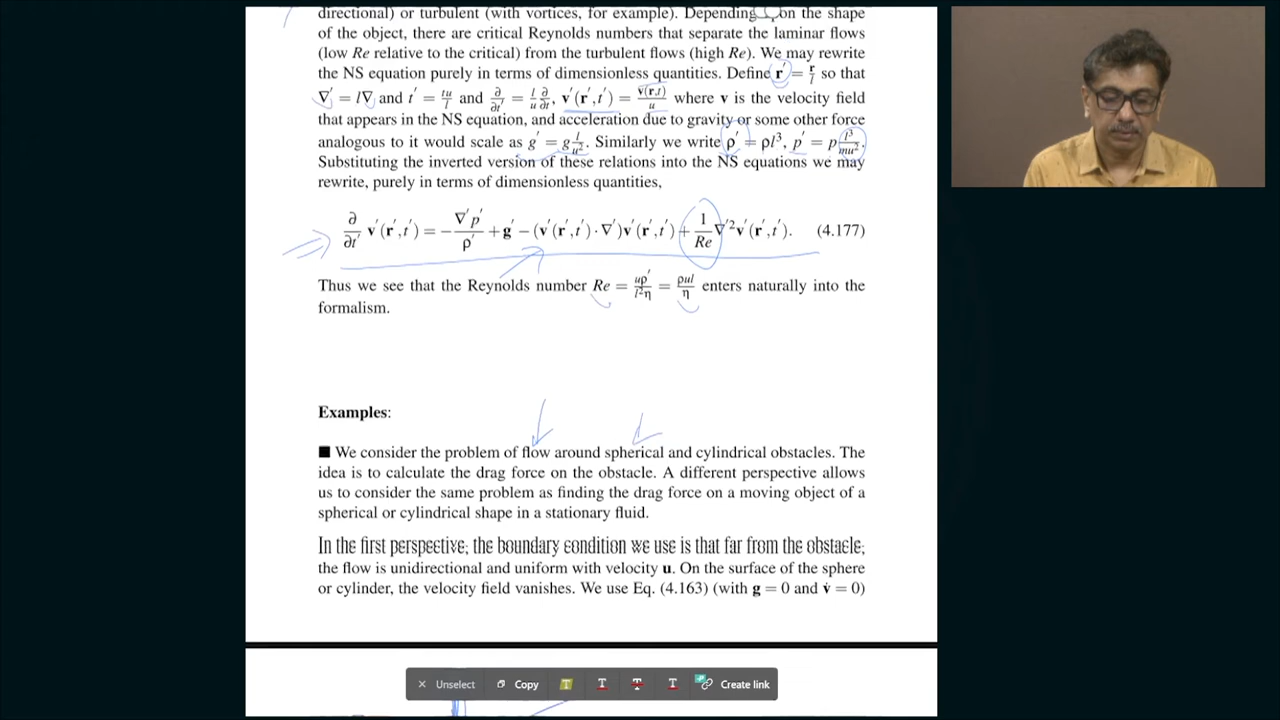 directional) or turbulent (with vortices, for example). Depending upon the shape
of the object, there are critical Reynolds numbers that separate the laminar flows
(low Re relative to the critical) from the turbulent flows (high Re). We may rewrite
the NS equation purely in terms of dimensionless quantities. Define r′ = r/l so that
∇′ = l∇ and t′ = tu/l and ∂/∂t′ = l/u ∂/∂t, v′(r′,t′) = v(r,t)/u where v is the velocity field
that appears in the NS equation, and acceleration due to gravity or some other force
analogous to it would scale as g′ = g l/u². Similarly we write ρ′ = ρl³, p′ = p l³/mu².
Substituting the inverted version of these relations into the NS equations we may
rewrite, purely in terms of dimensionless quantities,
∂/∂t′ v′(r′,t′) = −∇′p′/ρ′ + g′ − (v′(r′,t′)·∇′)v′(r′,t′) + 1/Re ∇′²v′(r′,t′). (4.177)
Thus we see that the Reynolds number Re = uρ′/l²η = ρul/η enters naturally into the
formalism.
Examples:
■ We consider the problem of flow around spherical and cylindrical obstacles. The
idea is to calculate the drag force on the obstacle. A different perspective allows
us to consider the same problem as finding the drag force on a moving object of a
spherical or cylindrical shape in a stationary fluid.
In the first perspective, the boundary condition we use is that far from the obstacle,
the flow is unidirectional and uniform with velocity u. On the surface of the sphere
or cylinder, the velocity field vanishes. We use Eq. (4.163) (with g = 0 and v̇ = 0)
× Unselect Copy T T T T Create link